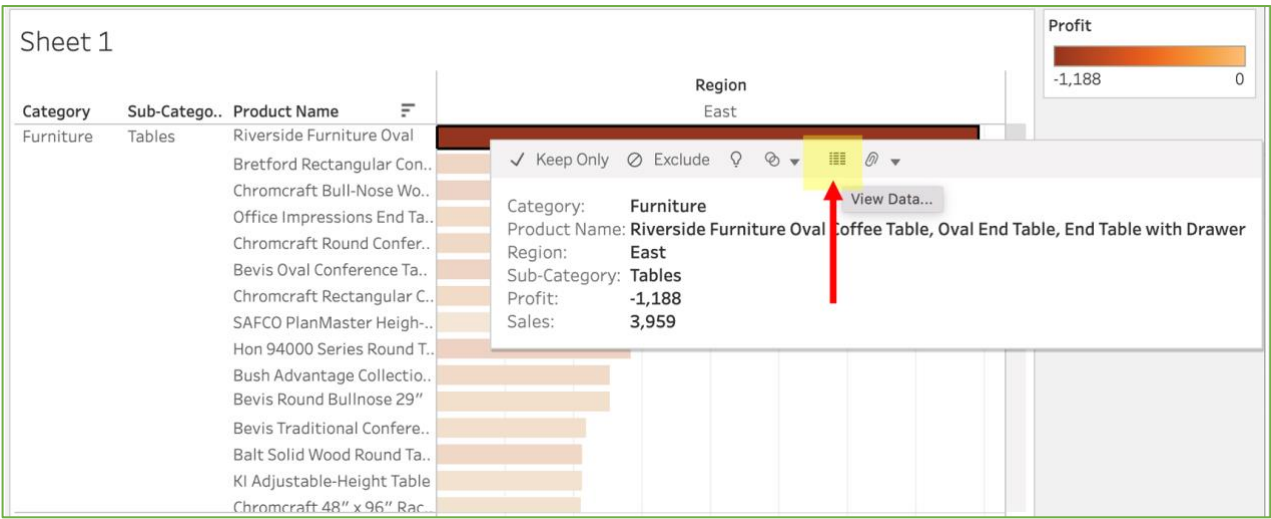 Sheet 1
Profit
-1,188 0
Region
Category Sub-Catego.. Product Name East
Furniture Tables Riverside Furniture Oval
Bretford Rectangular Con..
Chromcraft Bull-Nose Wo..
Office Impressions End Ta..
Chromcraft Round Confer..
Bevis Oval Conference Ta..
Chromcraft Rectangular C..
SAFCO PlanMaster Heigh-..
Hon 94000 Series Round T..
Bush Advantage Collectio..
Bevis Round Bullnose 29”
Bevis Traditional Confere..
Balt Solid Wood Round Ta..
KI Adjustable-Height Table
Chromcraft 48” x 96” Rac..
Keep Only Exclude
View Data...
Category: Furniture
Product Name: Riverside Furniture Oval Coffee Table, Oval End Table, End Table with Drawer
Region: East
Sub-Category: Tables
Profit: -1,188
Sales: 3,959